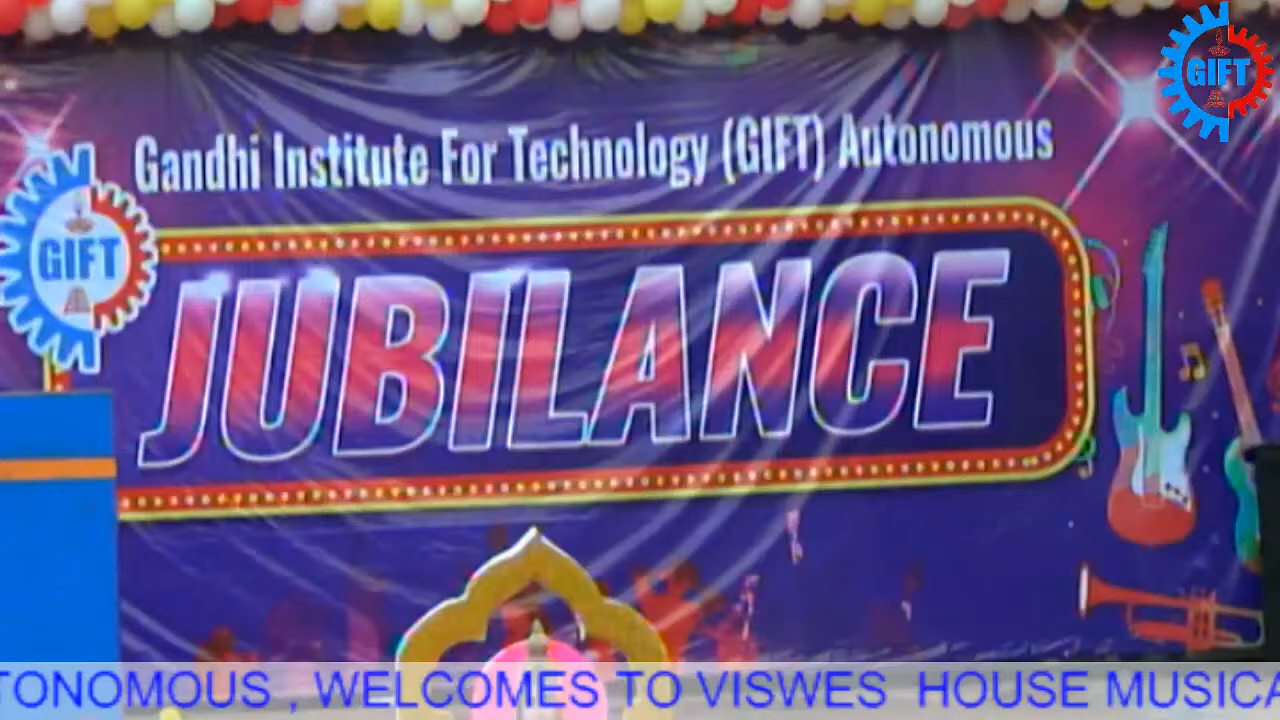 GIFT
Gandhi Institute For Technology (GIFT) Autonomous
GIFT
JUBILANCE
TONOMOUS , WELCOMES TO VISWES HOUSE MUSICA